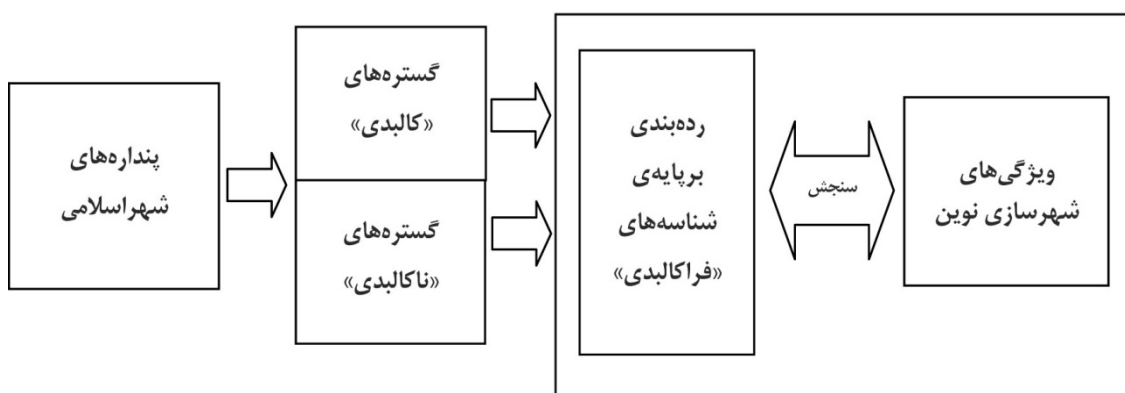 پنداره‌های
شهراسلامی
گستره‌های
«کالبدی»
گستره‌های
«ناکالبدی»
رده‌بندی
برپایه‌ی
شناسه‌های
«فراکالبدی»
سنجش
ویژگی‌های
شهرسازی نوین